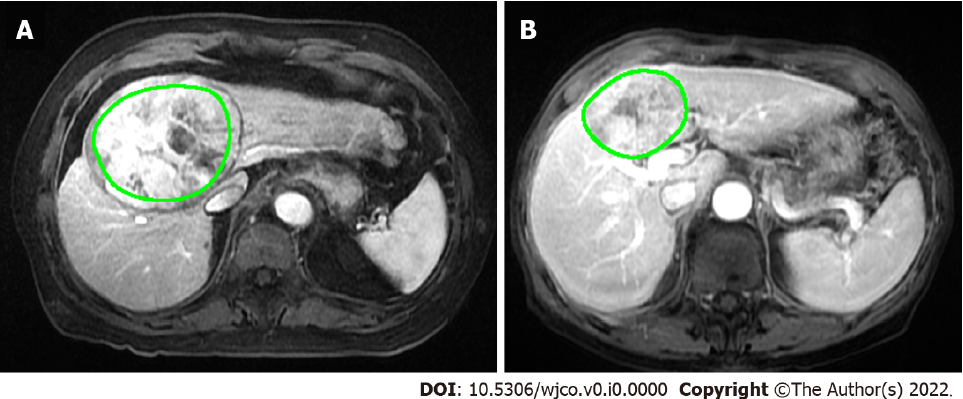 A
B
DOI: 10.5306/wjco.v0.i0.0000 Copyright ©The Author(s) 2022.